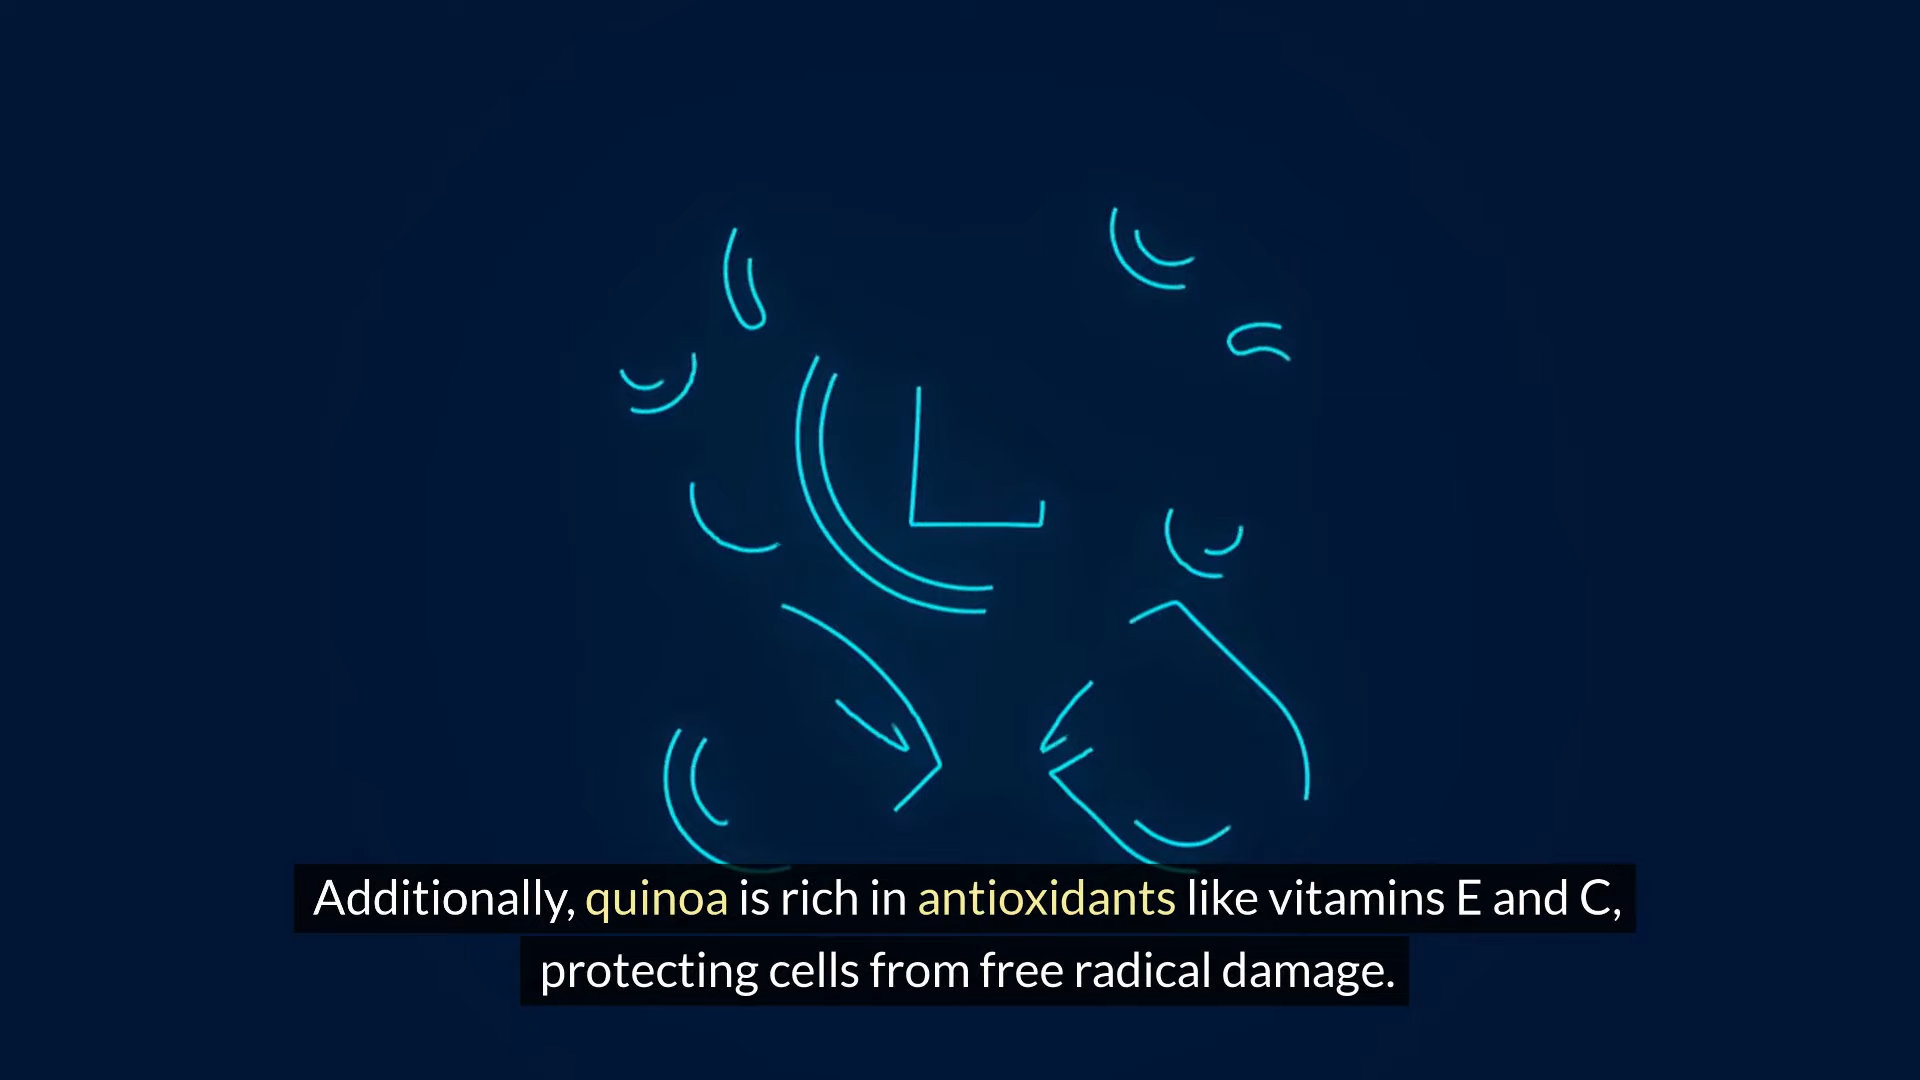 Additionally, quinoa is rich in antioxidants like vitamins E and C,
protecting cells from free radical damage.